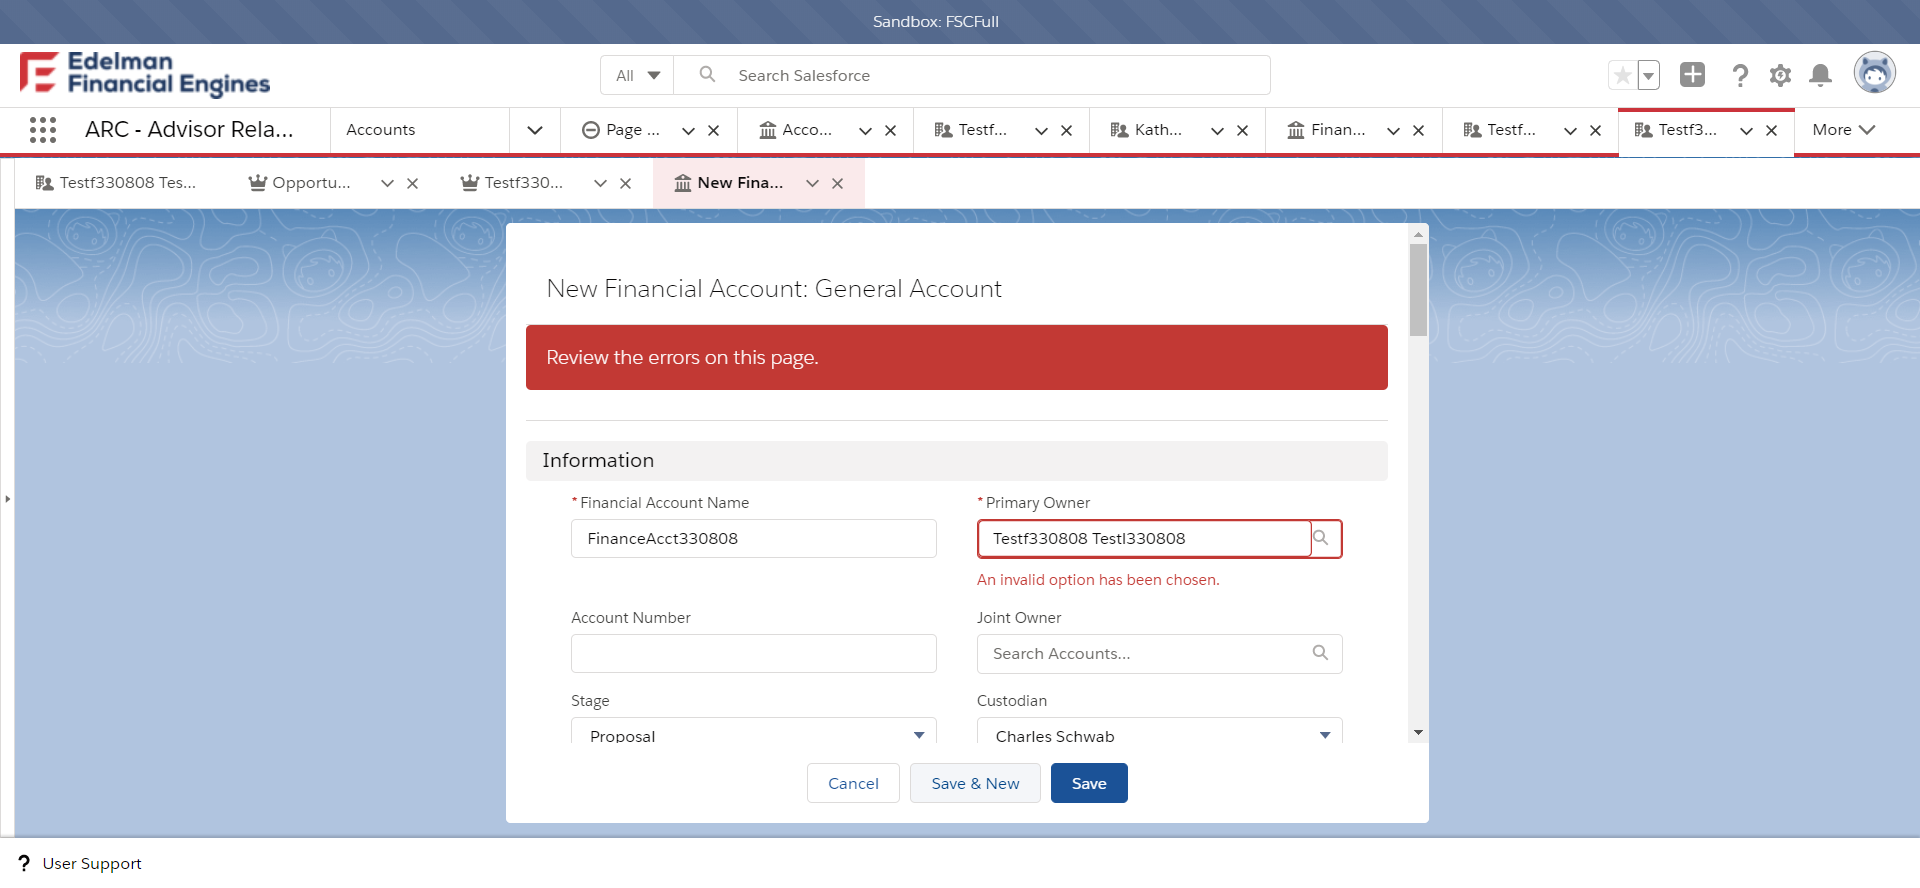 Sandbox: FSCFull
Edelman
Financial Engines
All
Search Salesforce
ARC - Advisor Rela...
Accounts
Page ...
Acco...
Testf...
Kath...
Finan...
Testf...
Testf3...
More
Testf330808 Tes...
Opportu...
Testf330...
New Fina...
New Financial Account: General Account
Review the errors on this page.
Information
*Financial Account Name
*Primary Owner
FinanceAcct330808
Testf330808 Testl330808
An invalid option has been chosen.
Account Number
Joint Owner
Search Accounts...
Stage
Custodian
Proposal
Charles Schwab
Cancel
Save & New
Save
? User Support